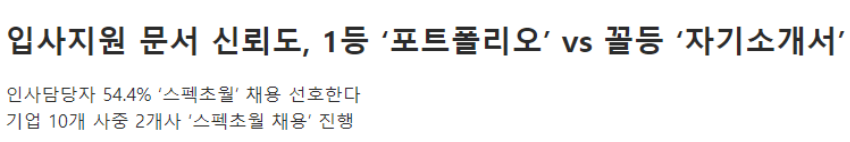 입사지원 문서 신뢰도, 1등 ‘포트폴리오’ vs 꼴등 ‘자기소개서’
인사담당자 54.4% ‘스펙초월’ 채용 선호한다
기업 10개 사중 2개사 ‘스펙초월 채용’ 진행